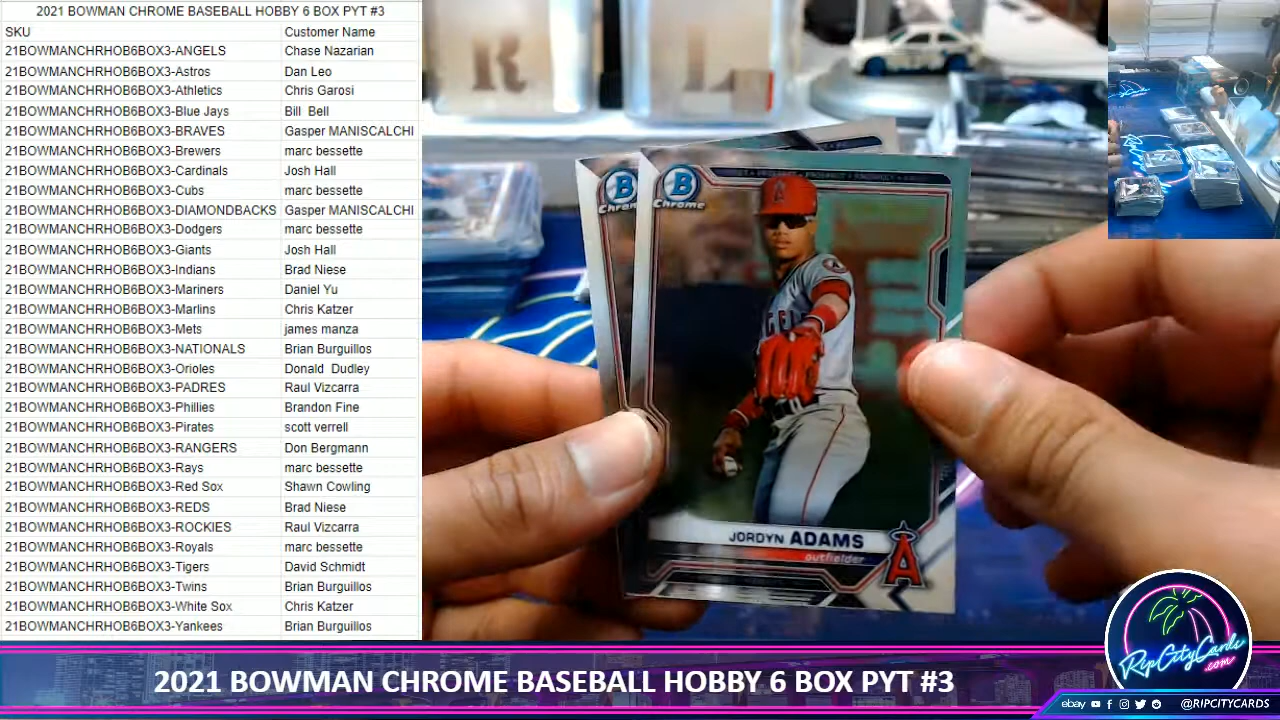 2021 BOWMAN CHROME BASEBALL HOBBY 6 BOX PYT #3
SKU Customer Name
21BOWMANCHRHOB6BOX3-ANGELS Chase Nazarian
21BOWMANCHRHOB6BOX3-Astros Dan Leo
21BOWMANCHRHOB6BOX3-Athletics Chris Garosi
21BOWMANCHRHOB6BOX3-Blue Jays Bill Bell
21BOWMANCHRHOB6BOX3-BRAVES Gasper MANISCALCHI
21BOWMANCHRHOB6BOX3-Brewers marc bessette
21BOWMANCHRHOB6BOX3-Cardinals Josh Hall
21BOWMANCHRHOB6BOX3-Cubs marc bessette
21BOWMANCHRHOB6BOX3-DIAMONDBACKS Gasper MANISCALCHI
21BOWMANCHRHOB6BOX3-Dodgers marc bessette
21BOWMANCHRHOB6BOX3-Giants Josh Hall
21BOWMANCHRHOB6BOX3-Indians Brad Niese
21BOWMANCHRHOB6BOX3-Mariners Daniel Yu
21BOWMANCHRHOB6BOX3-Marlins Chris Katzer
21BOWMANCHRHOB6BOX3-Mets james manza
21BOWMANCHRHOB6BOX3-NATIONALS Brian Burguillos
21BOWMANCHRHOB6BOX3-Orioles Donald Dudley
21BOWMANCHRHOB6BOX3-PADRES Raul Vizcarra
21BOWMANCHRHOB6BOX3-Phillies Brandon Fine
21BOWMANCHRHOB6BOX3-Pirates scott verrell
21BOWMANCHRHOB6BOX3-RANGERS Don Bergmann
21BOWMANCHRHOB6BOX3-Rays marc bessette
21BOWMANCHRHOB6BOX3-Red Sox Shawn Cowling
21BOWMANCHRHOB6BOX3-REDS Brad Niese
21BOWMANCHRHOB6BOX3-ROCKIES Raul Vizcarra
21BOWMANCHRHOB6BOX3-Royals marc bessette
21BOWMANCHRHOB6BOX3-Tigers David Schmidt
21BOWMANCHRHOB6BOX3-Twins Brian Burguillos
21BOWMANCHRHOB6BOX3-White Sox Chris Katzer
21BOWMANCHRHOB6BOX3-Yankees Brian Burguillos
R L
B B
Chrome
PROSPECT PROSPECT
A
JORDYN ADAMS
outfielder
A
RipCityCards
.com
2021 BOWMAN CHROME BASEBALL HOBBY 6 BOX PYT #3
ebay @RIPCITYCARDS